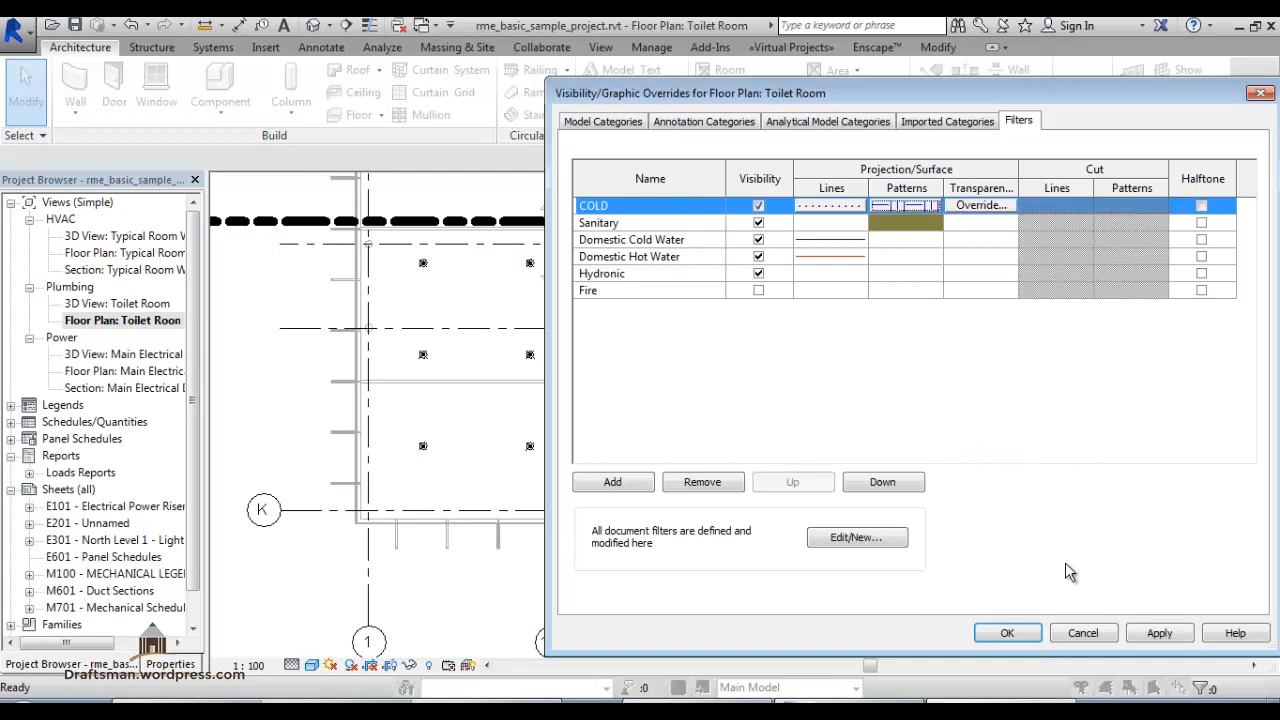 rme_basic_sample_project.rvt - Floor Plan: Toilet Room
Type a keyword or phrase
Sign In
Architecture Structure Systems Insert Annotate Analyze Massing & Site Collaborate View Manage Add-Ins «Virtual Projects» Enscape™ Modify
Modify
Wall Door Window Component Column
Roof
Ceiling
Floor
Curtain System
Curtain Grid
Mullion
Railing
Model Text
Room
Area
Wall
Show
Select
Build
Circula
Project Browser - rme_basic_sample_...
Views (Simple)
HVAC
3D View: Typical Room
Floor Plan: Typical Room
Section: Typical Room
Plumbing
3D View: Toilet Room
Floor Plan: Toilet Room
Power
3D View: Main Electrical
Floor Plan: Main Electrical
Section: Main Electrical
Legends
Schedules/Quantities
Panel Schedules
Reports
Loads Reports
Sheets (all)
E101 - Electrical Power Riser
E201 - Unnamed
E301 - North Level 1 - Light
E601 - Panel Schedules
M100 - MECHANICAL LEGE
M601 - Duct Sections
M701 - Mechanical Schedul
Families
Project Browser - rme_bas...
Properties
Draftsman.wordpress.com
Ready
K
1
1 : 100
:0
Main Model
:0
Visibility/Graphic Overrides for Floor Plan: Toilet Room
Model Categories Annotation Categories Analytical Model Categories Imported Categories Filters
Name Visibility Projection/Surface Cut Halftone
Lines Patterns Transparen... Lines Patterns
COLD Override...
Sanitary
Domestic Cold Water
Domestic Hot Water
Hydronic
Fire
Add Remove Up Down
All document filters are defined and
modified here
Edit/New...
OK Cancel Apply Help